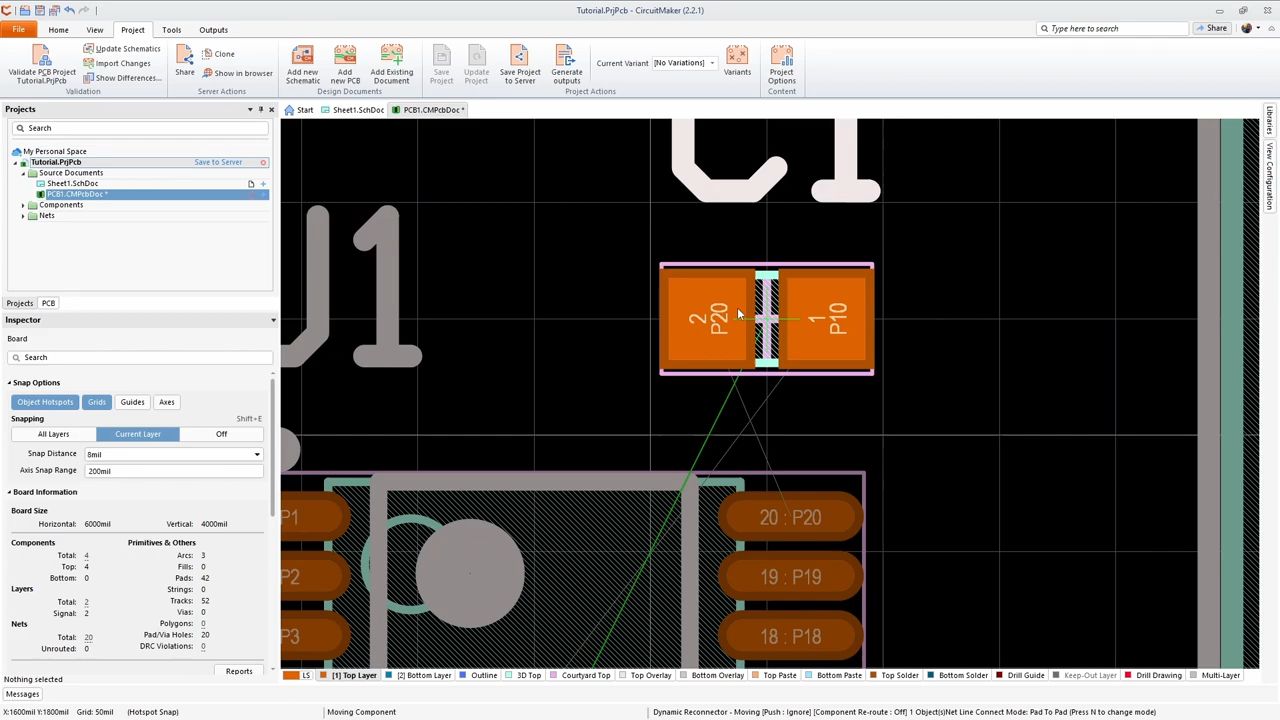 Tutorial.PrjPcb - CircuitMaker (2.2.1)
File Home View Project Tools Outputs
Type here to search
Share
Validate PCB Project Tutorial.PrjPcb
Update Schematics
Import Changes
Show Differences...
Validation
Share
Clone
Show in browser
Server Actions
Add new Schematic
Add new PCB
Add Existing Document
Design Documents
Save Project
Update Project
Save Project to Server
Generate outputs
Current Variant [No Variations]
Variants
Project Actions
Project Options
Content
Projects
Start Sheet1.SchDoc PCB1.CMPcbDoc *
Search
My Personal Space
Tutorial.PrjPcb Save to Server
Source Documents
Sheet1.SchDoc
PCB1.CMPcbDoc *
Components
Nets
Projects PCB
Inspector
Board
Search
Snap Options
Object Hotspots Grids Guides Axes
Snapping Shift+E
All Layers Current Layer Off
Snap Distance 8mil
Axis Snap Range 200mil
Board Information
Board Size
Horizontal: 6000mil Vertical: 4000mil
Components Primitives & Others
Total: 4 Arcs: 3
Top: 4 Fills: 0
Bottom: 0 Pads: 42
Layers Strings: 0
Total: 2 Tracks: 52
Signal: 2 Vias: 0
Nets Polygons: 0
Total: 20 Pad/Via Holes: 20
Unrouted: 0 DRC Violations: 0
Reports
Nothing selected
Messages
C1
U1
2
P20
1
P10
P1
P2
P3
20 : P20
19 : P19
18 : P18
Libraries
View Configuration
LS [1] Top Layer [2] Bottom Layer Outline 3D Top Courtyard Top Top Overlay Bottom Overlay Top Paste Bottom Paste Top Solder Bottom Solder Drill Guide Keep-Out Layer Drill Drawing Multi-Layer
X:1600mil Y:1800mil Grid: 50mil (Hotspot Snap) Moving Component Dynamic Reconnector - Moving [Push : Ignore] [Component Re-route : Off] 1 Object(s)Net Line Connect Mode: Pad To Pad (Press N to change mode)